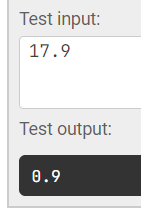 Test input:
17.9
Test output:
0.9